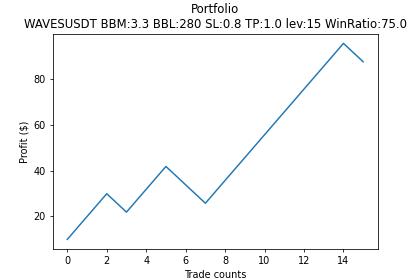 Portfolio
WAVESUSDT BBM:3.3 BBL:280 SL:0.8 TP:1.0 lev:15 WinRatio:75.0
Profit ($)
80
60
40
20
0 2 4 6 8 10 12 14
Trade counts